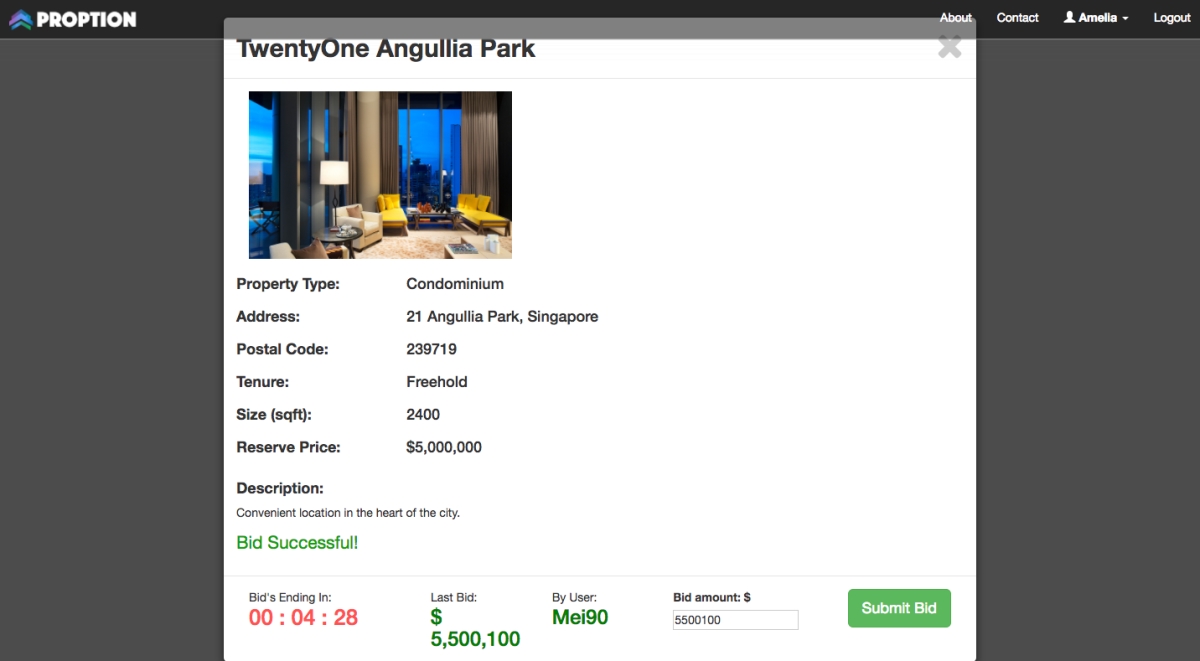 PROPTION
About Contact Amelia Logout
TwentyOne Angullia Park
Property Type: Condominium
Address: 21 Angullia Park, Singapore
Postal Code: 239719
Tenure: Freehold
Size (sqft): 2400
Reserve Price: $5,000,000
Description:
Convenient location in the heart of the city.
Bid Successful!
Bid's Ending In: Last Bid: By User: Bid amount: $
00 : 04 : 28 $ Mei90 5500100 Submit Bid
5,500,100